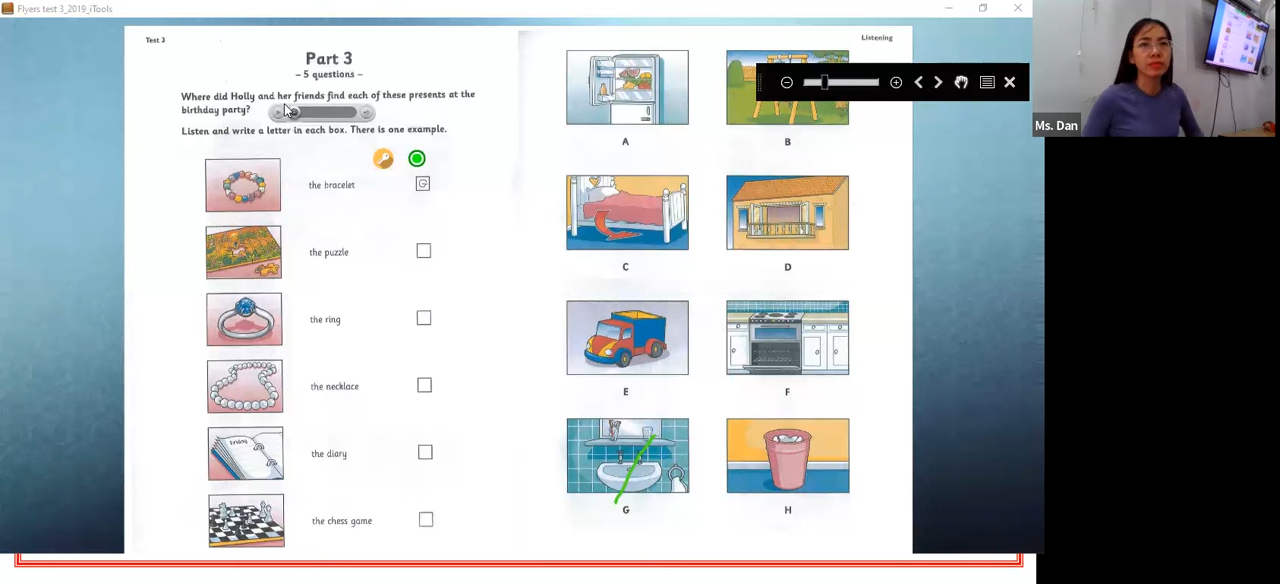 Flyers test 3_2019_iTools
Test 3
Part 3
– 5 questions –
Where did Holly and her friends find each of these presents at the
birthday party?
Listen and write a letter in each box. There is one example.
the bracelet
G
the puzzle
the ring
the necklace
Friday
the diary
the chess game
Listening
A
B
C
D
E
F
G
H
Ms. Dan